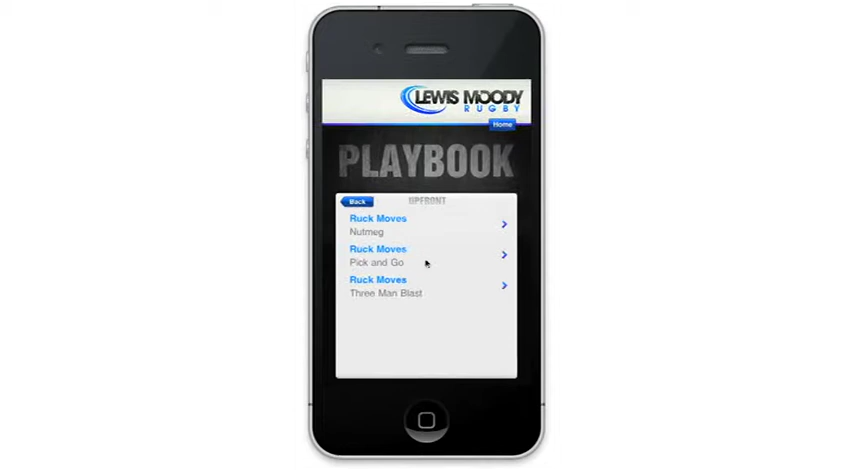 LEWIS MOODY
RUGBY
Home
PLAYBOOK
Back
UPFRONT
Ruck Moves
Nutmeg
Ruck Moves
Pick and Go
Ruck Moves
Three Man Blast